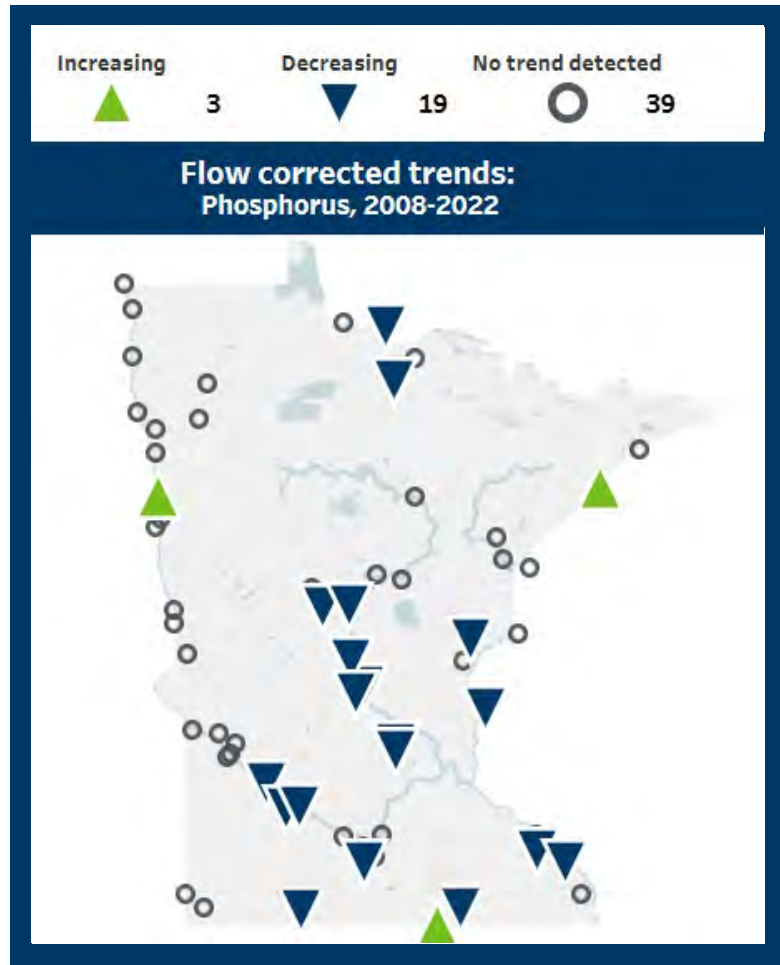 Increasing Decreasing No trend detected
3 19 39
Flow corrected trends:
Phosphorus, 2008-2022